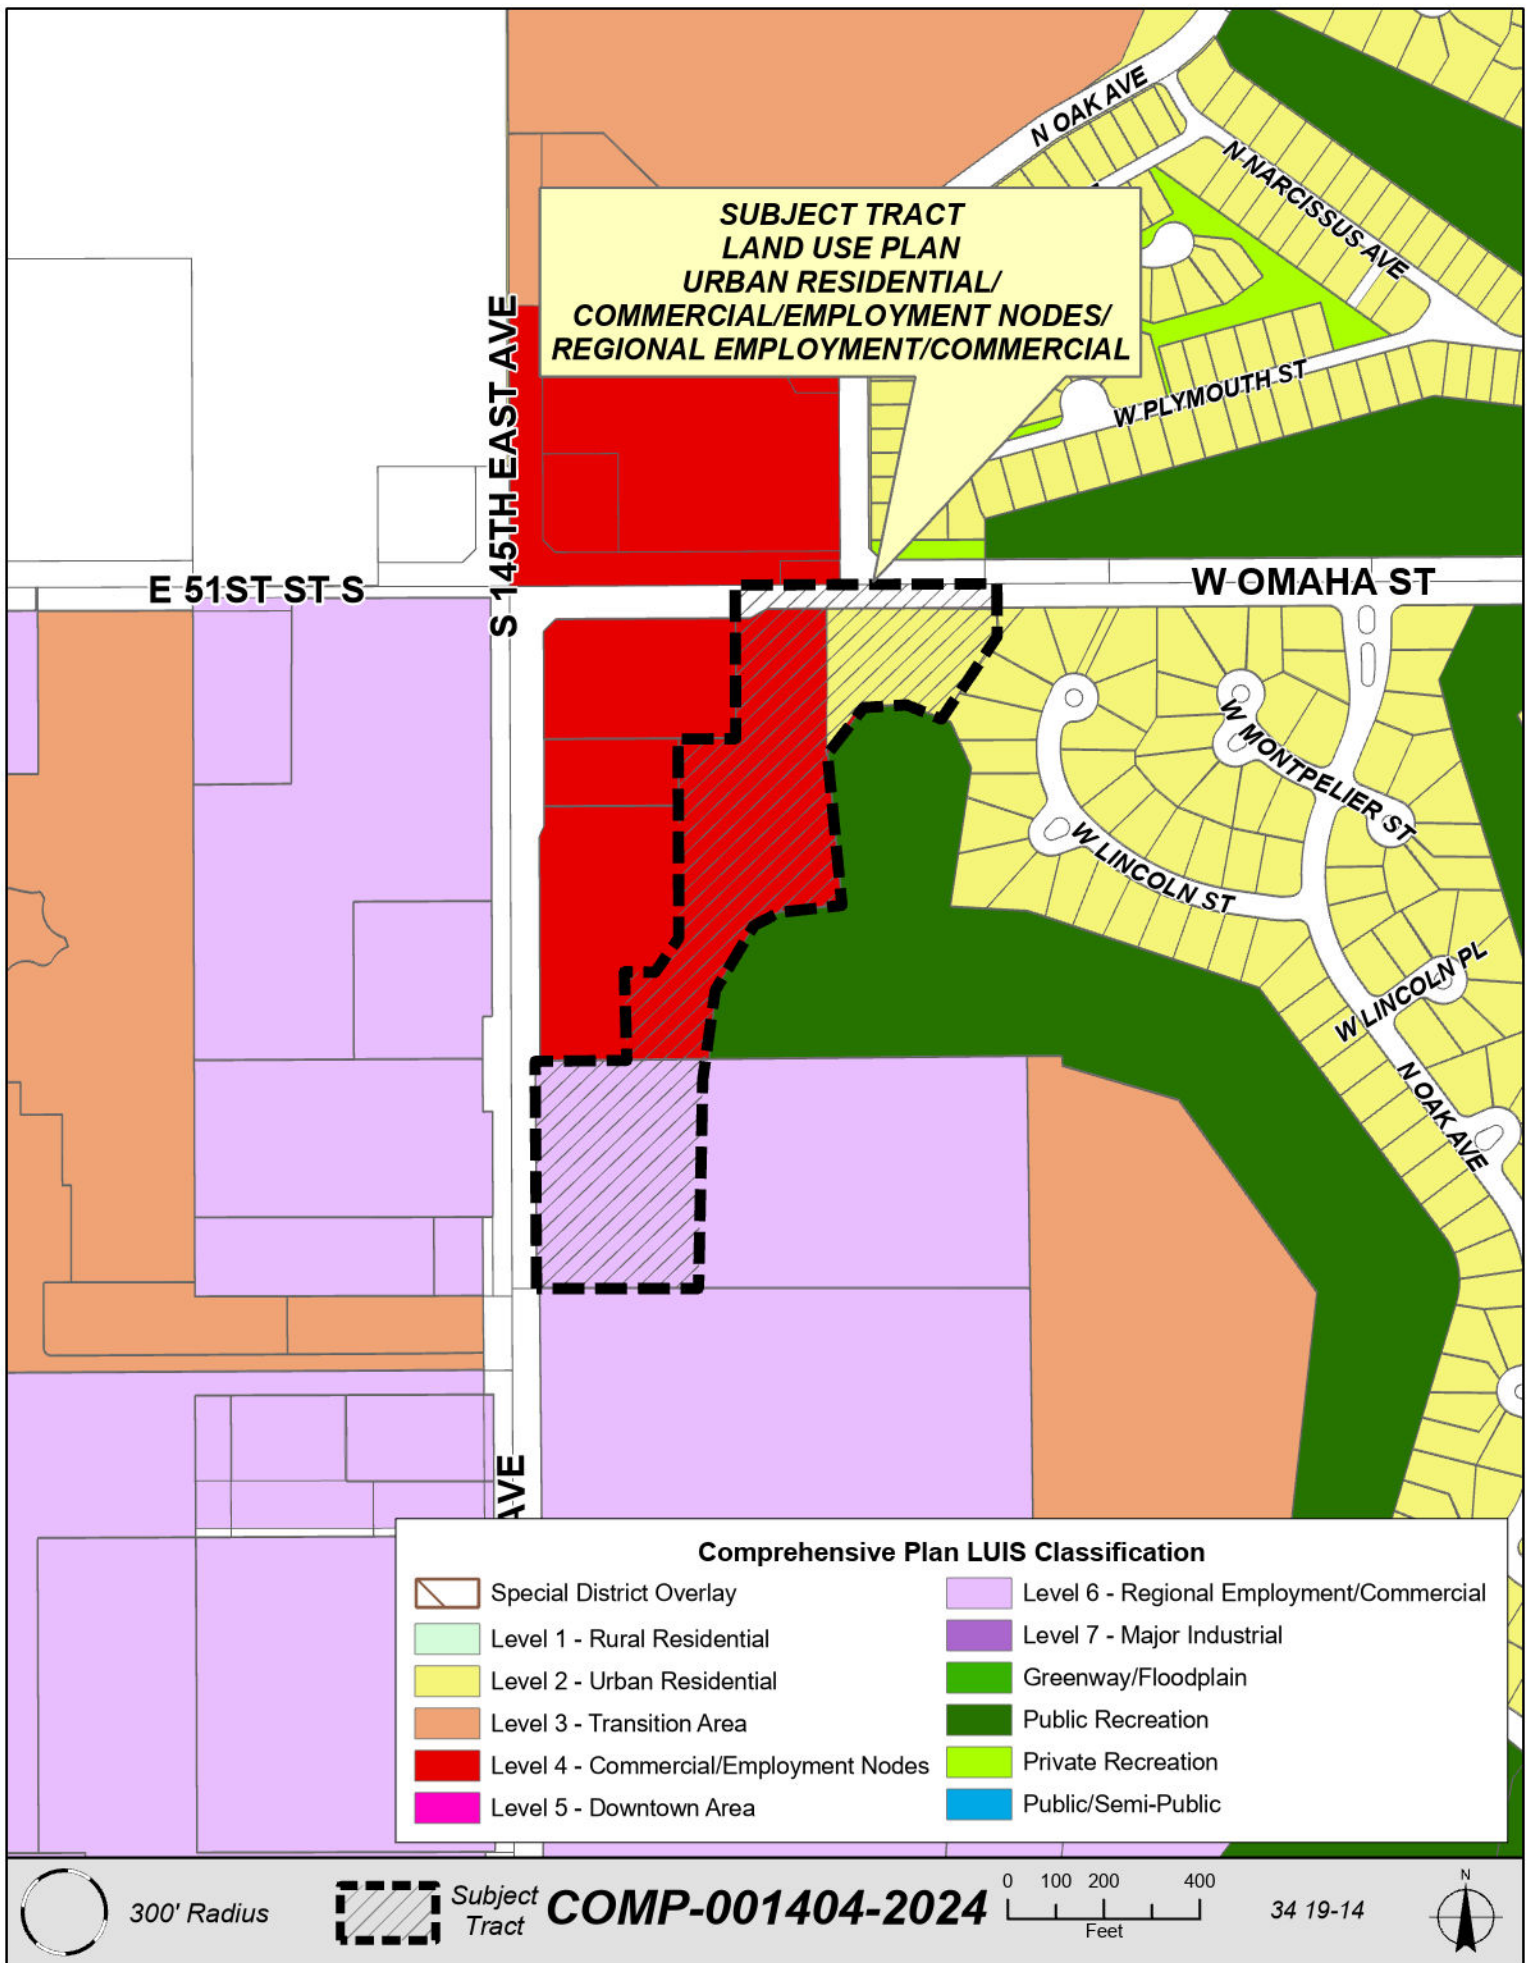 N OAK AVE
N NARCISSUS AVE
SUBJECT TRACT
LAND USE PLAN
URBAN RESIDENTIAL/
COMMERCIAL/EMPLOYMENT NODES/
REGIONAL EMPLOYMENT/COMMERCIAL
S 145TH EAST AVE
W PLYMOUTH ST
E 51ST ST S
W OMAHA ST
W MONTPELIER ST
W LINCOLN ST
W LINCOLN PL
N OAK AVE
AVE
Comprehensive Plan LUIS Classification
Special District Overlay
Level 1 - Rural Residential
Level 2 - Urban Residential
Level 3 - Transition Area
Level 4 - Commercial/Employment Nodes
Level 5 - Downtown Area
Level 6 - Regional Employment/Commercial
Level 7 - Major Industrial
Greenway/Floodplain
Public Recreation
Private Recreation
Public/Semi-Public
300' Radius
Subject
Tract
COMP-001404-2024
0 100 200 400
Feet
34 19-14
N